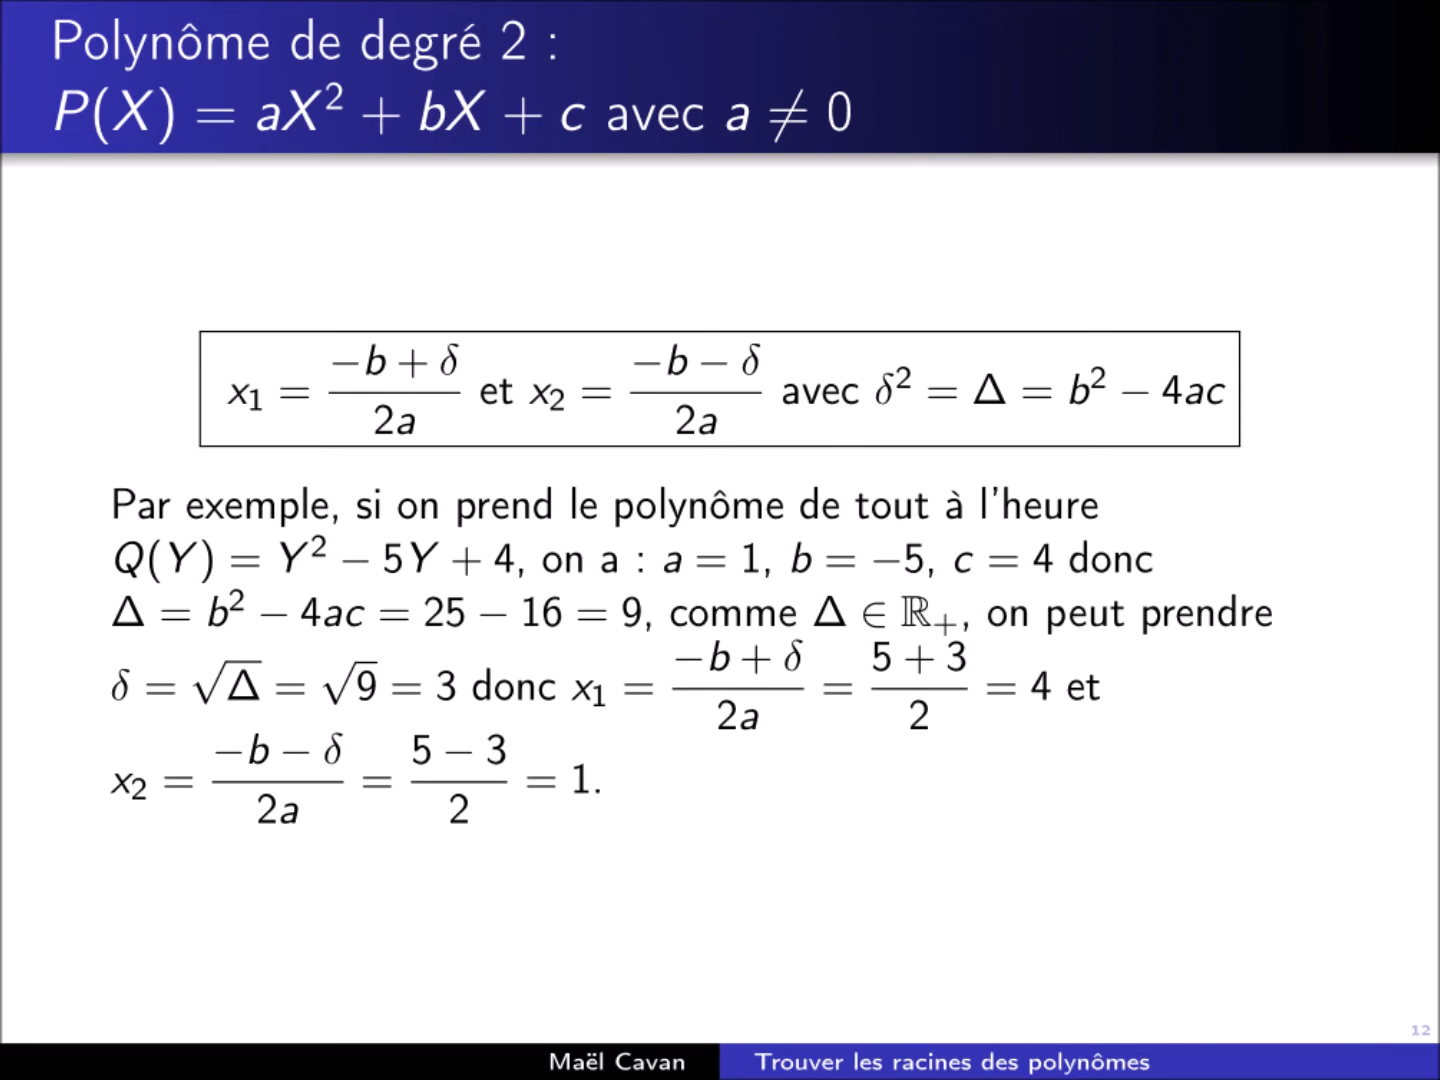 Polynôme de degré 2 :
P(X) = aX² + bX + c avec a ≠ 0
x₁ = (−b + δ)/(2a) et x₂ = (−b − δ)/(2a) avec δ² = Δ = b² − 4ac
Par exemple, si on prend le polynôme de tout à l'heure
Q(Y) = Y² − 5Y + 4, on a : a = 1, b = −5, c = 4 donc
Δ = b² − 4ac = 25 − 16 = 9, comme Δ ∈ ℝ₊, on peut prendre
δ = √Δ = √9 = 3 donc x₁ = (−b + δ)/(2a) = (5 + 3)/2 = 4 et
x₂ = (−b − δ)/(2a) = (5 − 3)/2 = 1.
12
Maël Cavan Trouver les racines des polynômes